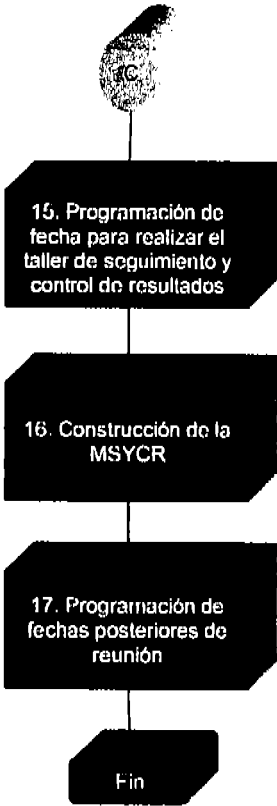 C
15. Programación de
fecha para realizar el
taller de seguimiento y
control de resultados
16. Construcción de la
MSYCR
17. Programación de
fechas posteriores de
reunión
Fin